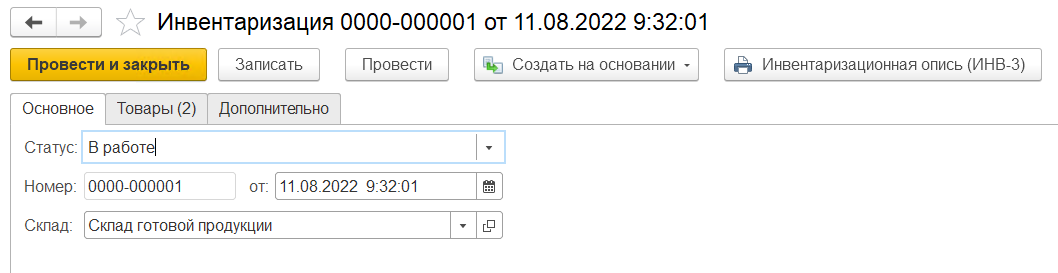 Инвентаризация 0000-000001 от 11.08.2022 9:32:01
Провести и закрыть Записать Провести Создать на основании Инвентаризационная опись (ИНВ-3)
Основное Товары (2) Дополнительно
Статус: В работе
Номер: 0000-000001 от: 11.08.2022 9:32:01
Склад: Склад готовой продукции